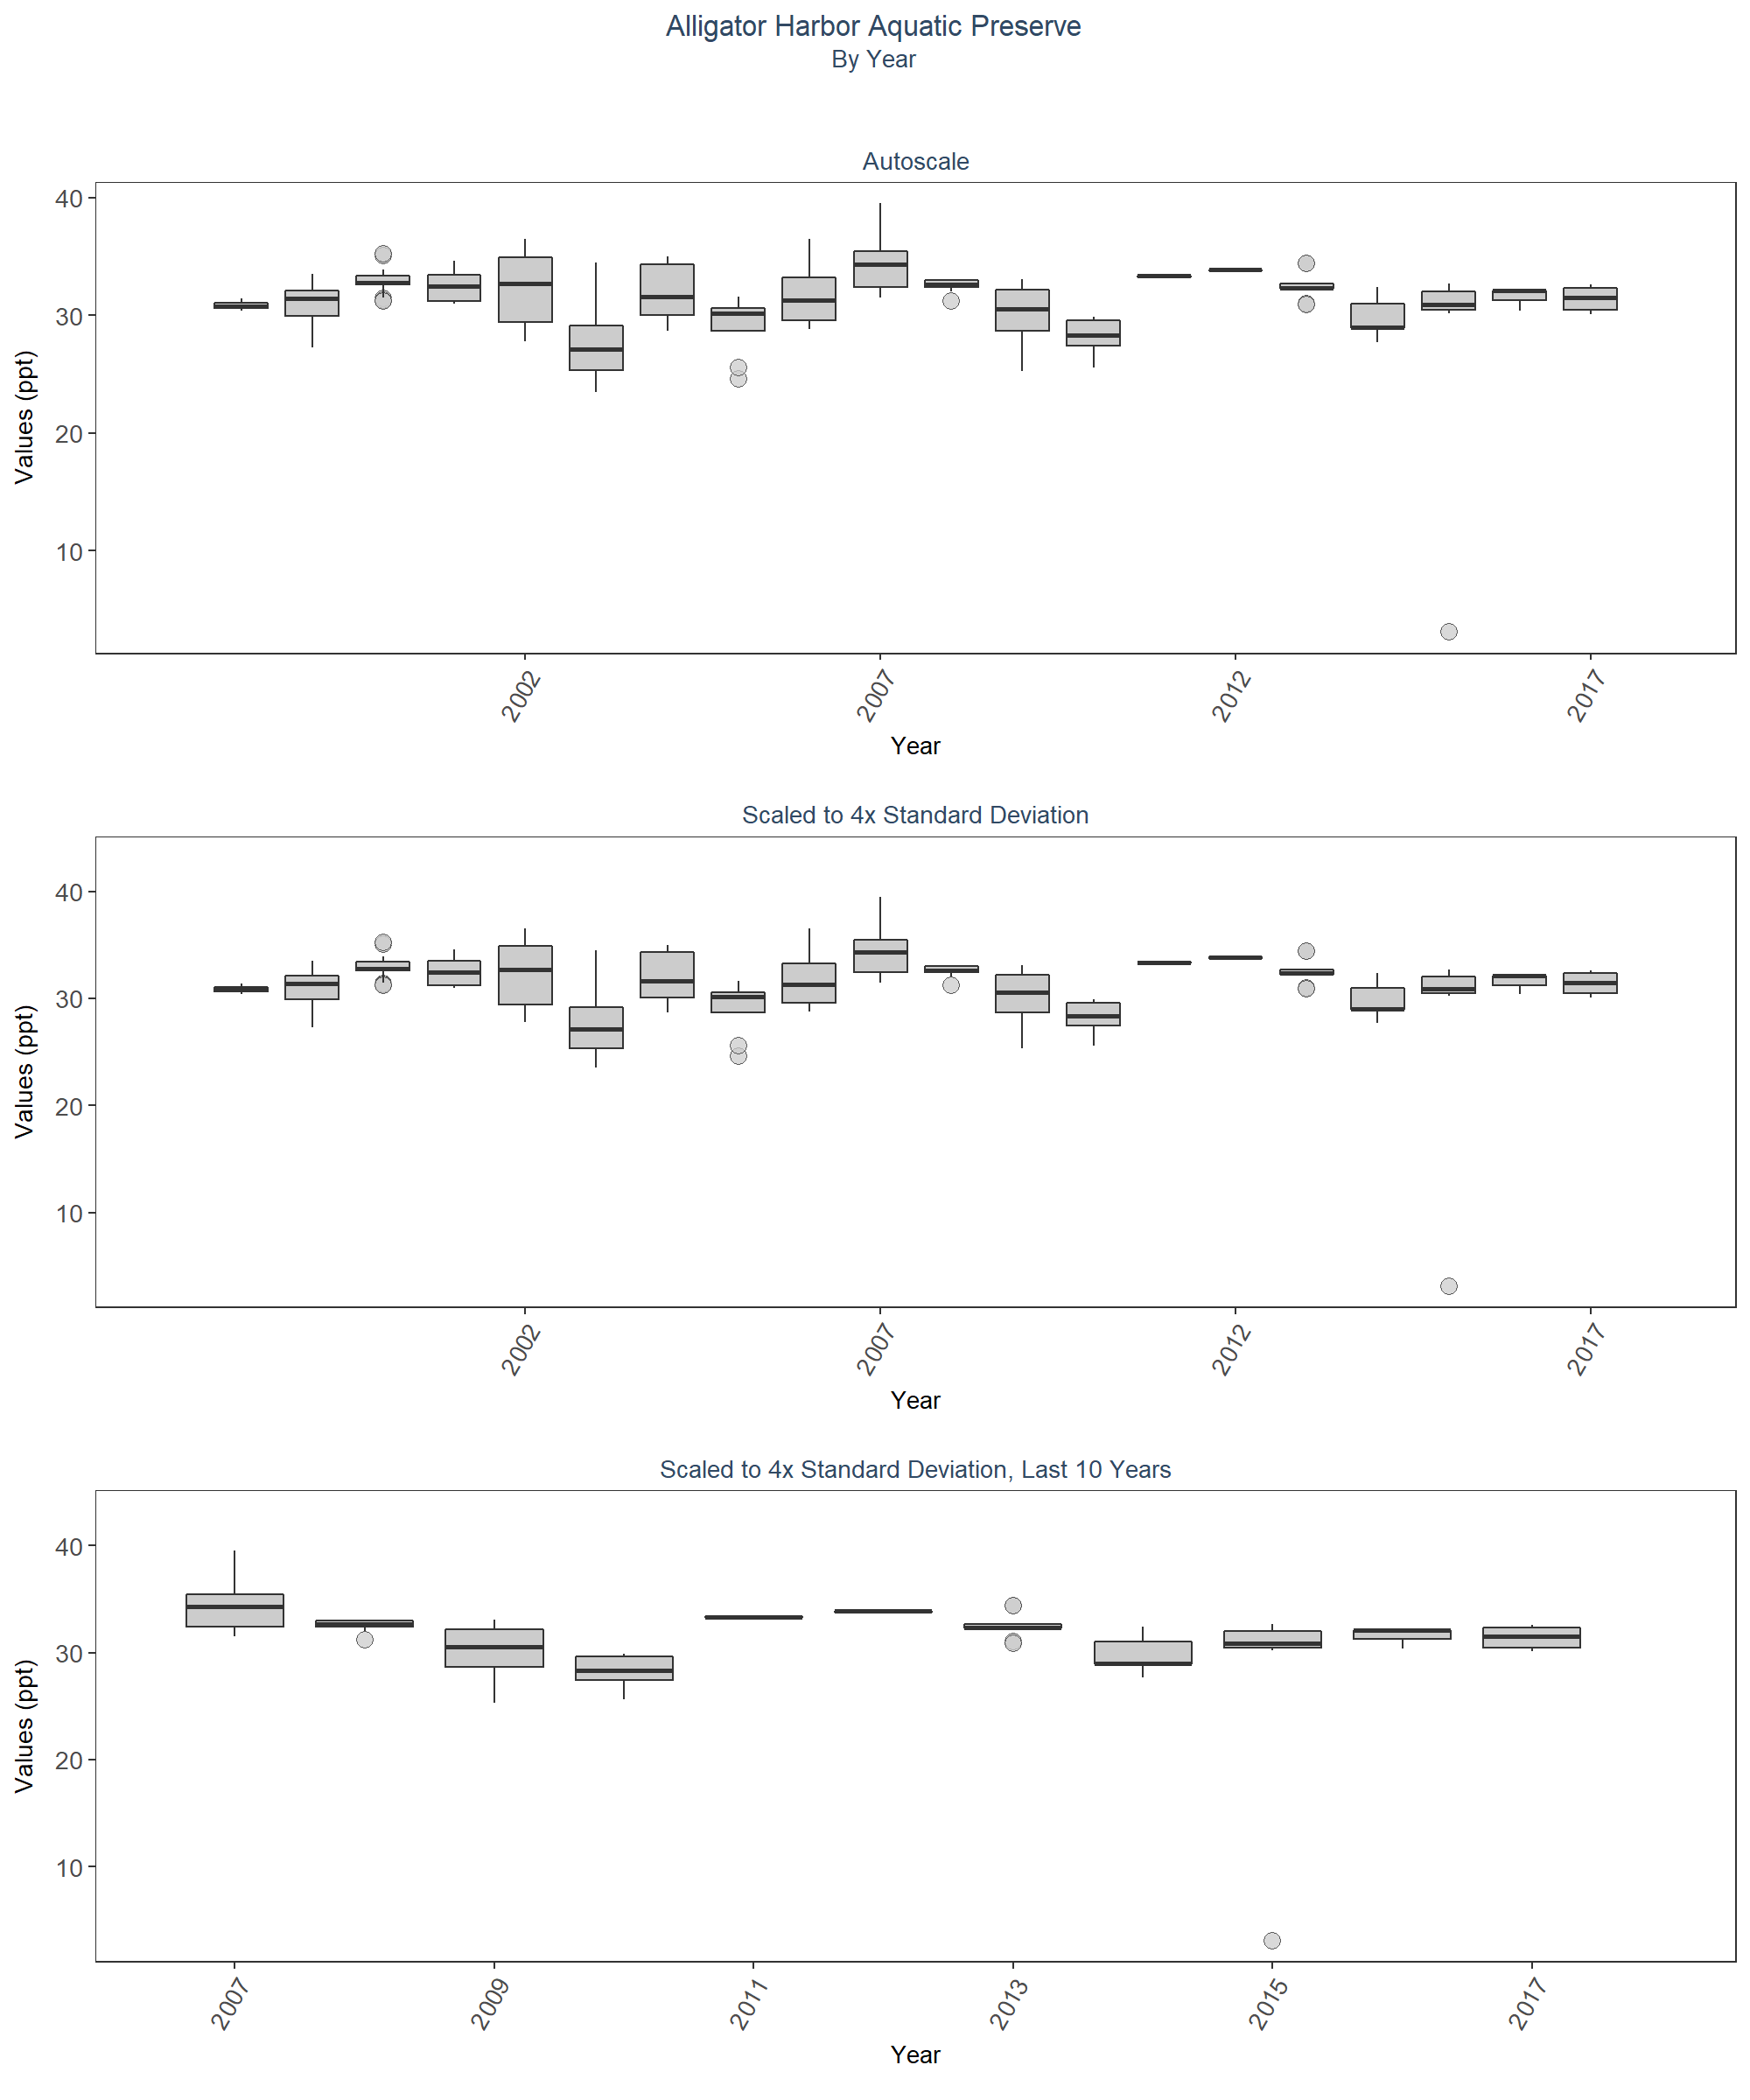 Alligator Harbor Aquatic Preserve
By Year
Autoscale
40
30
20
10
Values (ppt)
2002 2007 2012 2017
Year
Scaled to 4x Standard Deviation
40
30
20
10
Values (ppt)
2002 2007 2012 2017
Year
Scaled to 4x Standard Deviation, Last 10 Years
40
30
20
10
Values (ppt)
2007 2009 2011 2013 2015 2017
Year